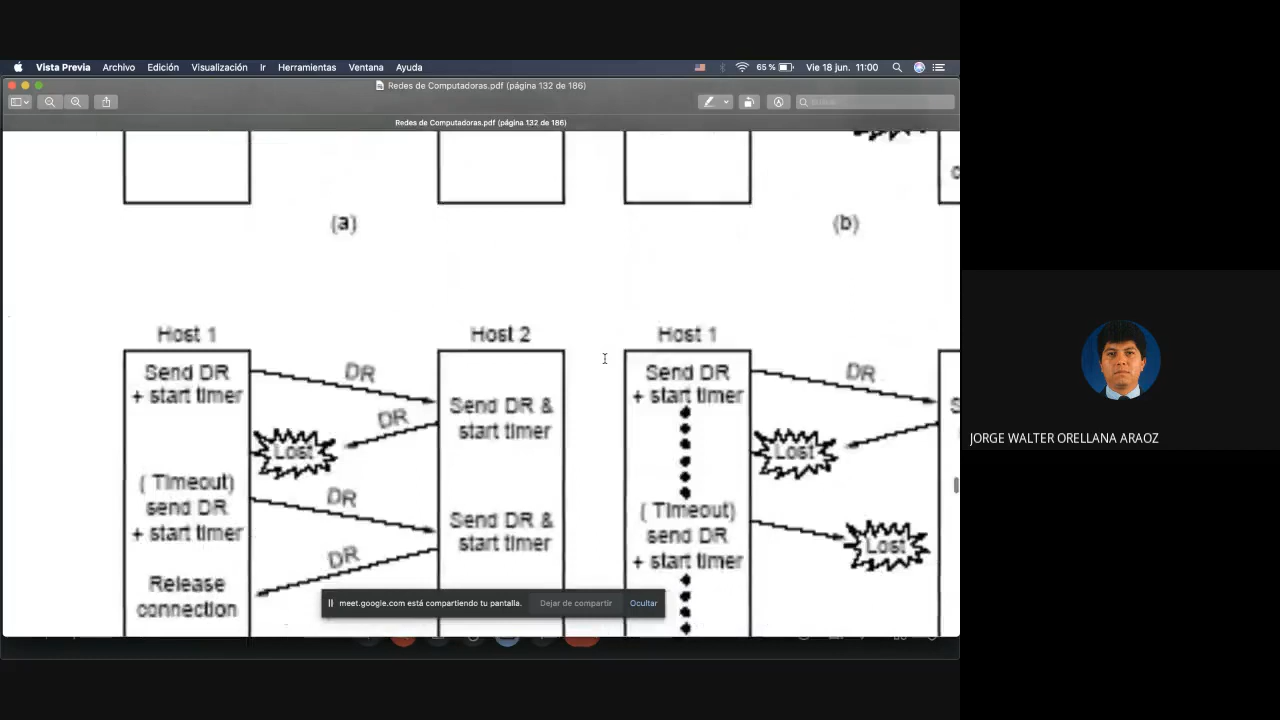 Vista Previa Archivo Edición Visualización Ir Herramientas Ventana Ayuda 65 % Vie 18 jun. 11:00
Redes de Computadoras.pdf (página 132 de 186)
Redes de Computadoras.pdf (página 132 de 186)
(a)
(b)
Host 1
Send DR
+ start timer
DR
DR
Lost
( Timeout)
send DR
+ start timer
DR
DR
Release
connection
Host 2
Send DR &
start timer
Send DR &
start timer
Host 1
Send DR
+ start timer
DR
Lost
( Timeout)
send DR
+ start timer
Lost
meet.google.com está compartiendo tu pantalla. Dejar de compartir Ocultar
JORGE WALTER ORELLANA ARAOZ